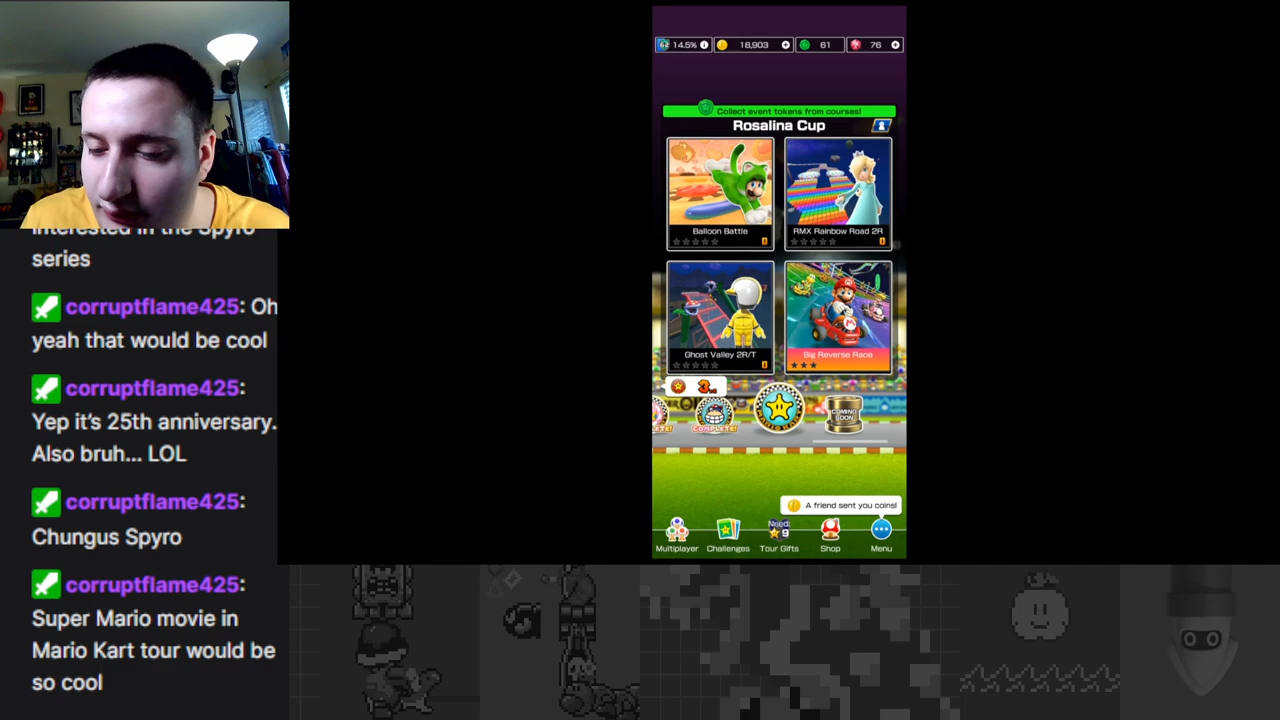 interested in the Spyro
series
corruptflame425: Oh
yeah that would be cool
corruptflame425:
Yep it's 25th anniversary.
Also bruh... LOL
corruptflame425:
Chungus Spyro
corruptflame425:
Super Mario movie in
Mario Kart tour would be
so cool
14.5% 18,903 61 76
Collect event tokens from courses!
Rosalina Cup
Balloon Battle
RMX Rainbow Road 2R
Ghost Valley 2R/T
Big Reverse Race
3
COMPLETE!
COMING SOON
A friend sent you coins!
Need:
9
Multiplayer Challenges Tour Gifts Shop Menu